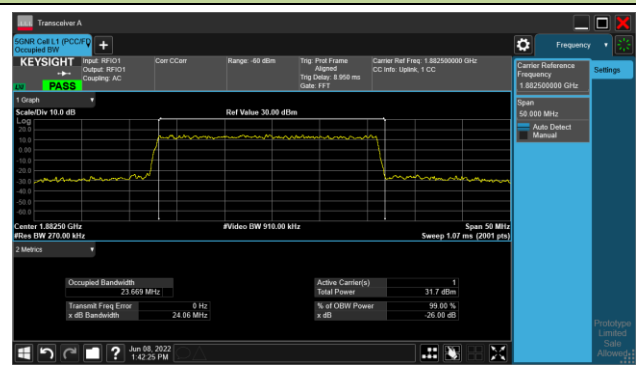 Transceiver A
5GNR Cell L1 (PCC/F
Occupied BW
Frequency
KEYSIGHT
Input: RFIO1
Output: RFIO1
Coupling: AC
Corr CCorr
Range: -60 dBm
Trig: Prot Frame
Aligned
Trig Delay: 8.950 ms
Gate: FFT
Carrier Ref Freq: 1.882500000 GHz
CC Info: Uplink, 1 CC
PASS
Carrier Reference
Frequency
1.882500000 GHz
Settings
Span
50.000 MHz
Auto Detect
Manual
1 Graph
Scale/Div 10.0 dB
Ref Value 30.00 dBm
Log
20.0
10.0
0.00
-10.0
-20.0
-30.0
-40.0
-50.0
-60.0
Center 1.88250 GHz
#Video BW 910.00 kHz
Span 50 MHz
#Res BW 270.00 kHz
Sweep 1.07 ms (2001 pts)
2 Metrics
Occupied Bandwidth
23.669 MHz
Active Carrier(s) 1
Total Power 31.7 dBm
Transmit Freq Error 0 Hz
x dB Bandwidth 24.06 MHz
% of OBW Power 99.00 %
x dB -26.00 dB
Prototype
Limited
Sale
Allowed
Jun 08, 2022
1:42:25 PM